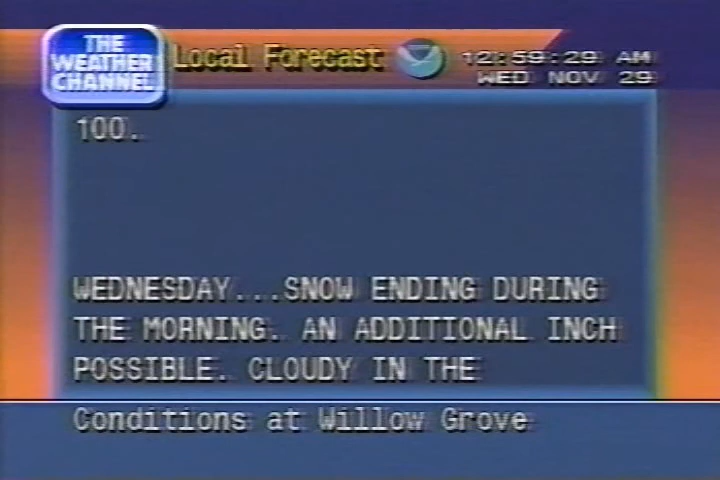 THE
WEATHER
CHANNEL
Local Forecast
12:59:29 AM
WED NOV 29
100.
WEDNESDAY...SNOW ENDING DURING
THE MORNING. AN ADDITIONAL INCH
POSSIBLE. CLOUDY IN THE
Conditions at Willow Grove